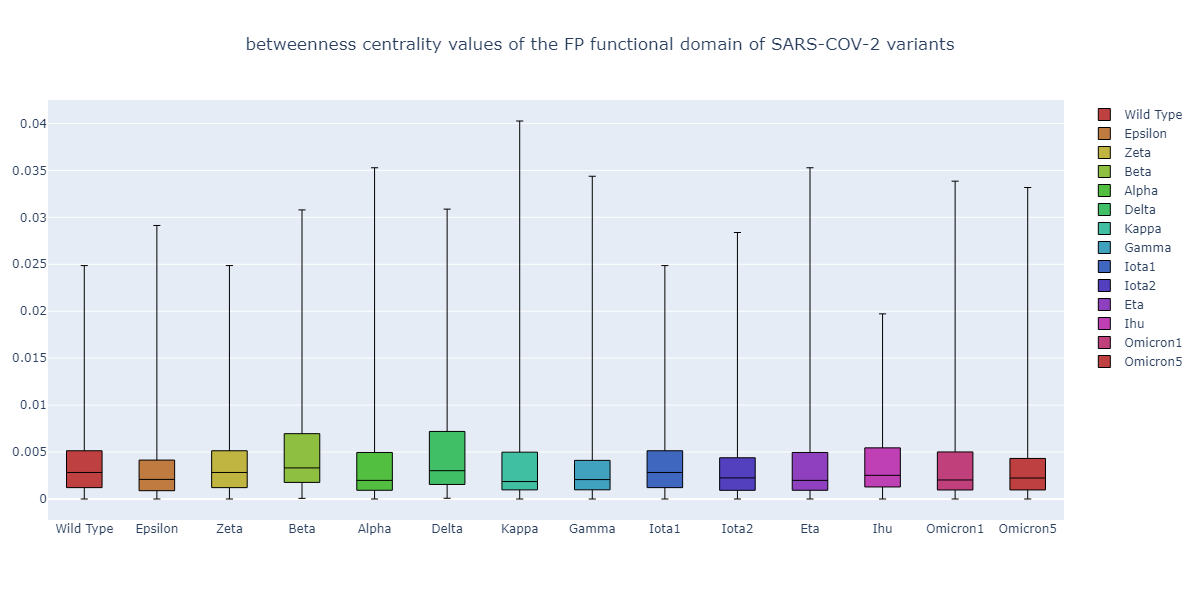 betweenness centrality values of the FP functional domain of SARS-COV-2 variants
0.04
0.035
0.03
0.025
0.02
0.015
0.01
0.005
0
Wild Type Epsilon Zeta Beta Alpha Delta Kappa Gamma Iota1 Iota2 Eta Ihu Omicron1 Omicron5
Wild Type
Epsilon
Zeta
Beta
Alpha
Delta
Kappa
Gamma
Iota1
Iota2
Eta
Ihu
Omicron1
Omicron5